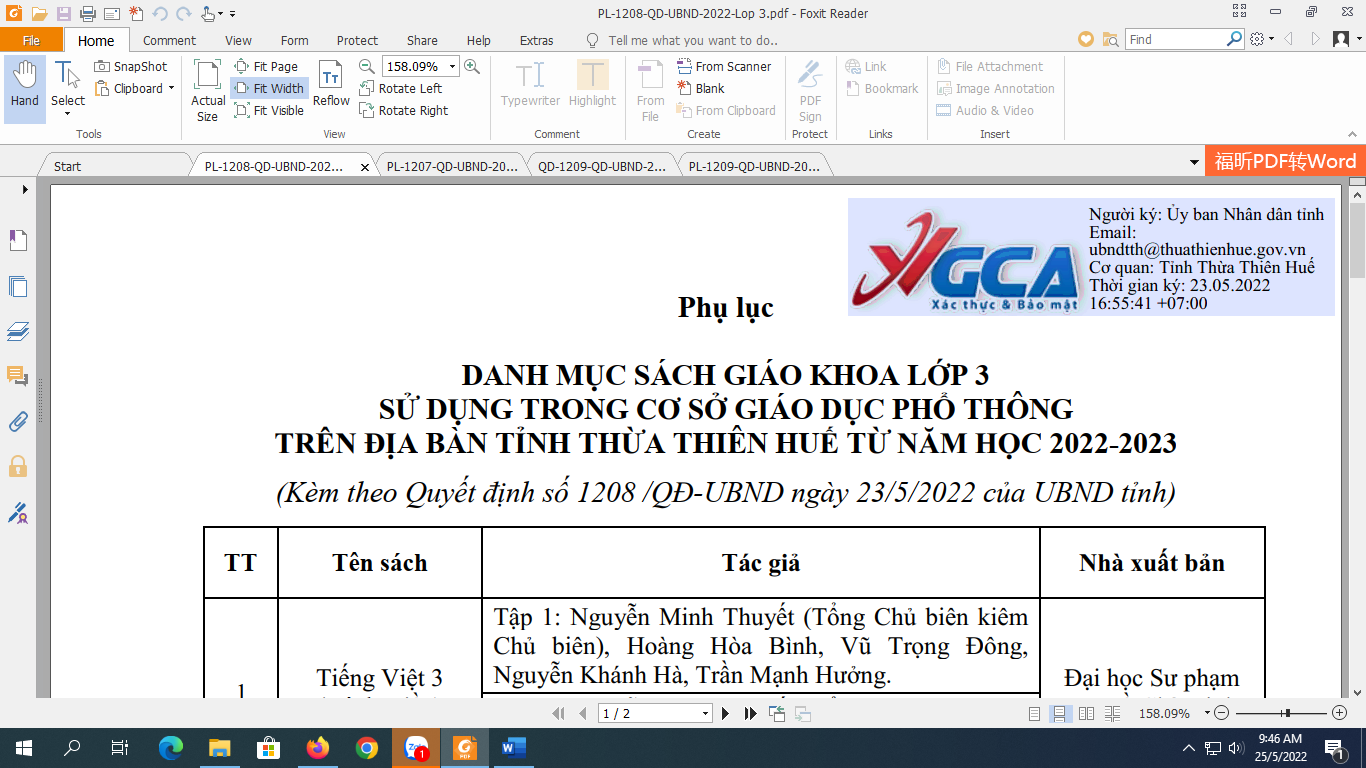 PL-1208-QD-UBND-2022-Lop 3.pdf - Foxit Reader
File Home Comment View Form Protect Share Help Extras Tell me what you want to do.. Find
Hand
Select
SnapShot
Clipboard
Tools
Actual Size
Fit Page
Fit Width
Fit Visible
Reflow
158.09%
Rotate Left
Rotate Right
View
Typewriter
Highlight
Comment
From File
From Scanner
Blank
From Clipboard
Create
PDF Sign
Protect
Link
Bookmark
Links
File Attachment
Image Annotation
Audio & Video
Insert
Start PL-1208-QD-UBND-202... PL-1207-QD-UBND-20... QD-1209-QD-UBND-2... PL-1209-QD-UBND-20... 福昕PDF转Word
VGCA
Xác thực & Bảo mật
Người ký: Ủy ban Nhân dân tỉnh
Email:
ubndtth@thuathienhue.gov.vn
Cơ quan: Tỉnh Thừa Thiên Huế
Thời gian ký: 23.05.2022
16:55:41 +07:00
Phụ lục
DANH MỤC SÁCH GIÁO KHOA LỚP 3
SỬ DỤNG TRONG CƠ SỞ GIÁO DỤC PHỔ THÔNG
TRÊN ĐỊA BÀN TỈNH THỪA THIÊN HUẾ TỪ NĂM HỌC 2022-2023
(Kèm theo Quyết định số 1208 /QĐ-UBND ngày 23/5/2022 của UBND tỉnh)
TT Tên sách Tác giả Nhà xuất bản
1
Tiếng Việt 3
Tập 1: Nguyễn Minh Thuyết (Tổng Chủ biên kiêm
Chủ biên), Hoàng Hòa Bình, Vũ Trọng Đông,
Nguyễn Khánh Hà, Trần Mạnh Hưởng.
Đại học Sư phạm
1 / 2
158.09%
Zalo
1
PDF
W
9:46 AM
25/5/2022
1